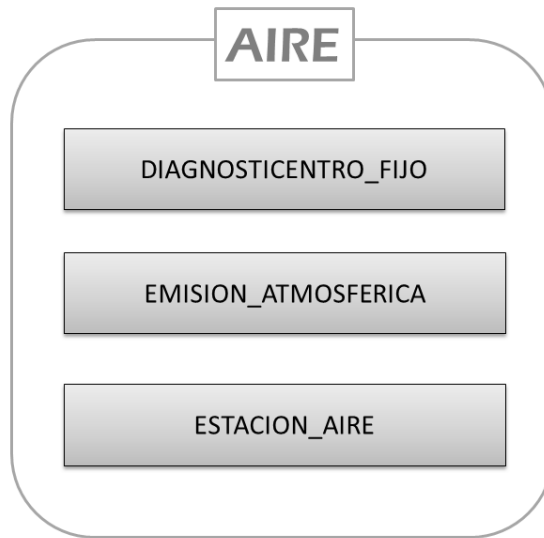 AIRE
DIAGNOSTICENTRO_FIJO
EMISION_ATMOSFERICA
ESTACION_AIRE